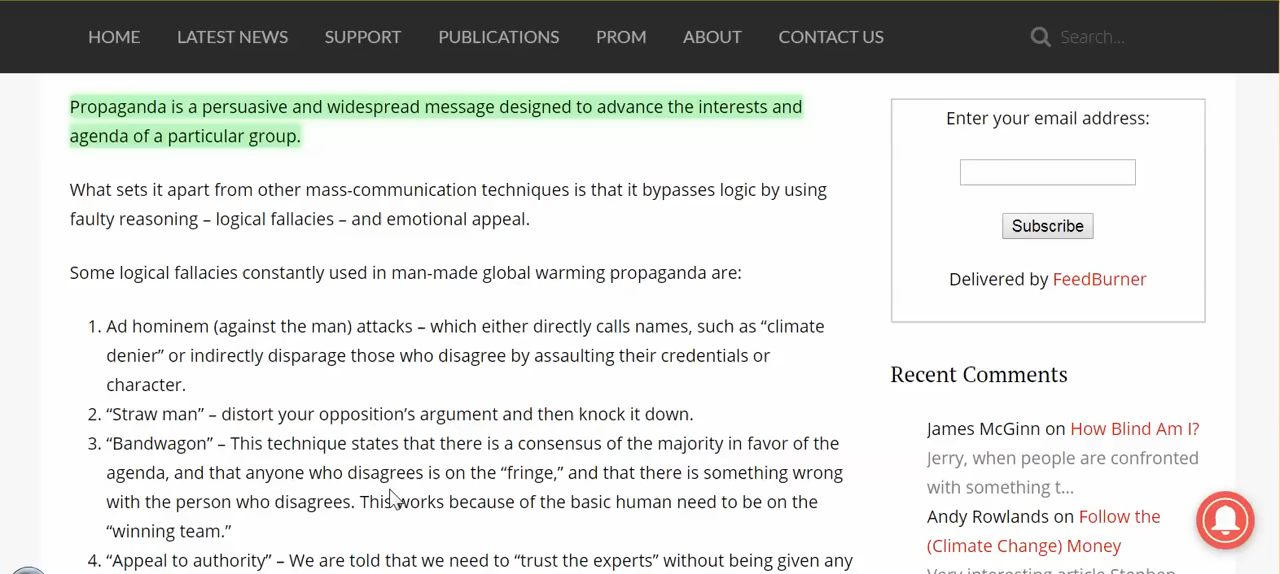 HOME LATEST NEWS SUPPORT PUBLICATIONS PROM ABOUT CONTACT US Search...
Propaganda is a persuasive and widespread message designed to advance the interests and
agenda of a particular group.
What sets it apart from other mass-communication techniques is that it bypasses logic by using
faulty reasoning – logical fallacies – and emotional appeal.
Some logical fallacies constantly used in man-made global warming propaganda are:
1. Ad hominem (against the man) attacks – which either directly calls names, such as “climate
denier” or indirectly disparage those who disagree by assaulting their credentials or
character.
2. “Straw man” – distort your opposition’s argument and then knock it down.
3. “Bandwagon” – This technique states that there is a consensus of the majority in favor of the
agenda, and that anyone who disagrees is on the “fringe,” and that there is something wrong
with the person who disagrees. This works because of the basic human need to be on the
“winning team.”
4. “Appeal to authority” – We are told that we need to “trust the experts” without being given any
Enter your email address:
Subscribe
Delivered by FeedBurner
Recent Comments
James McGinn on How Blind Am I?
Jerry, when people are confronted
with something t...
Andy Rowlands on Follow the
(Climate Change) Money
Very interesting article Stephen